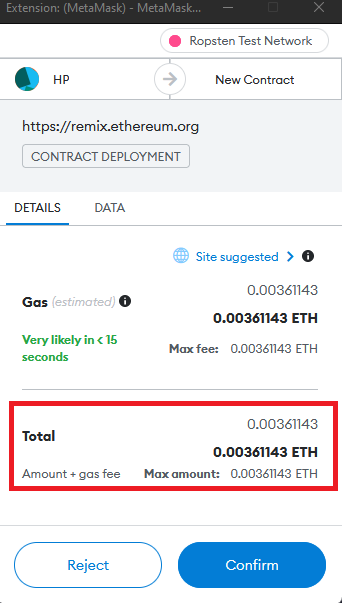 Extension: (MetaMask) - MetaMask...
Ropsten Test Network
HP New Contract
https://remix.ethereum.org
CONTRACT DEPLOYMENT
DETAILS DATA
Site suggested
Gas (estimated) 0.00361143
0.00361143 ETH
Very likely in < 15 seconds
Max fee: 0.00361143 ETH
Total 0.00361143
0.00361143 ETH
Amount + gas fee Max amount: 0.00361143 ETH
Reject Confirm